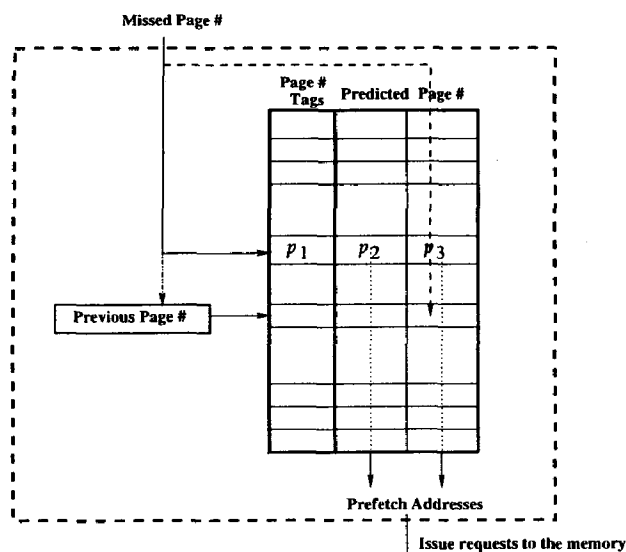 Missed Page #
Page #
Tags
Predicted Page #
p1
p2
p3
Previous Page #
Prefetch Addresses
Issue requests to the memory